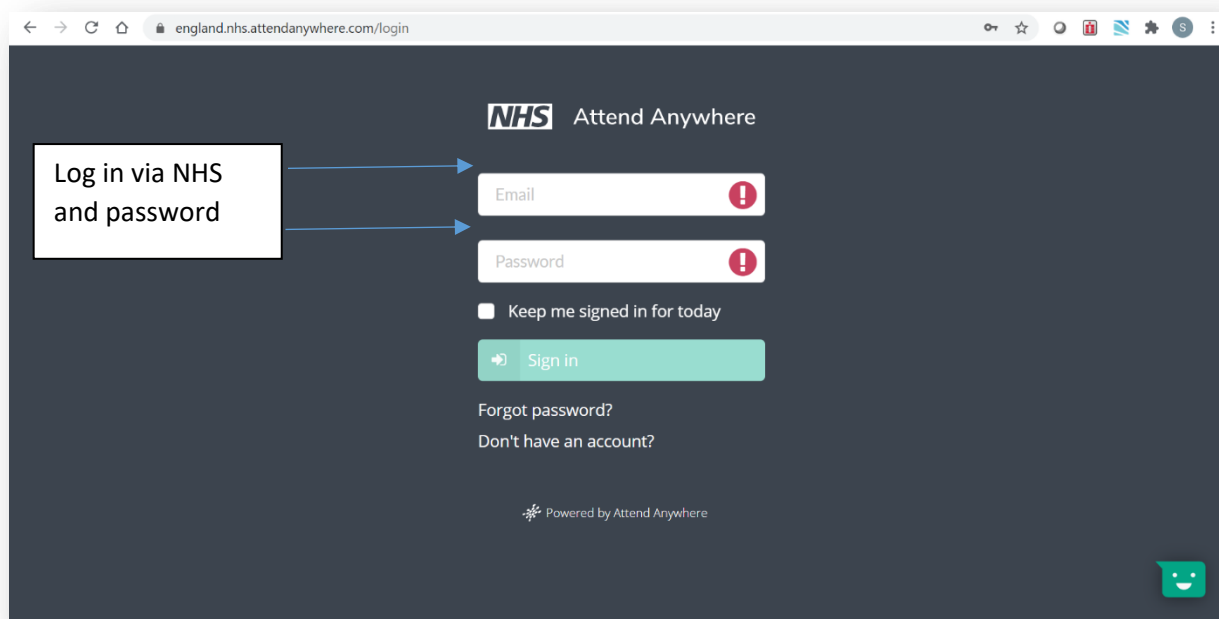 england.nhs.attendanywhere.com/login
S
NHS Attend Anywhere
Log in via NHS
and password
Email
Password
Keep me signed in for today
Sign in
Forgot password?
Don't have an account?
Powered by Attend Anywhere